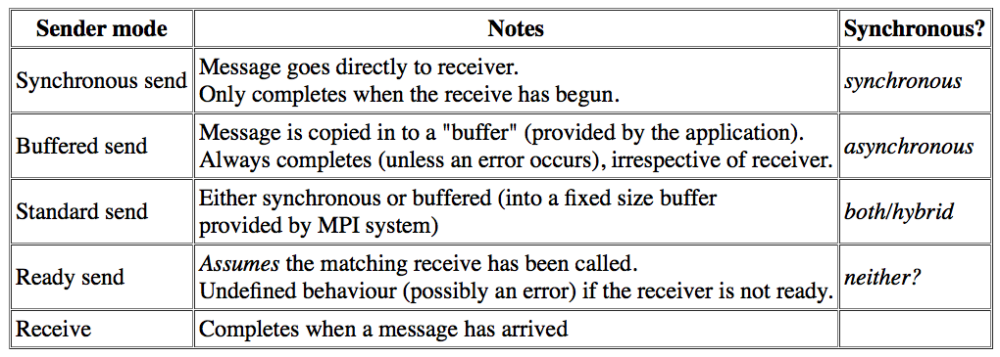 Sender mode Notes Synchronous?
Synchronous send Message goes directly to receiver.
Only completes when the receive has begun. synchronous
Buffered send Message is copied in to a "buffer" (provided by the application).
Always completes (unless an error occurs), irrespective of receiver. asynchronous
Standard send Either synchronous or buffered (into a fixed size buffer
provided by MPI system) both/hybrid
Ready send Assumes the matching receive has been called.
Undefined behaviour (possibly an error) if the receiver is not ready. neither?
Receive Completes when a message has arrived